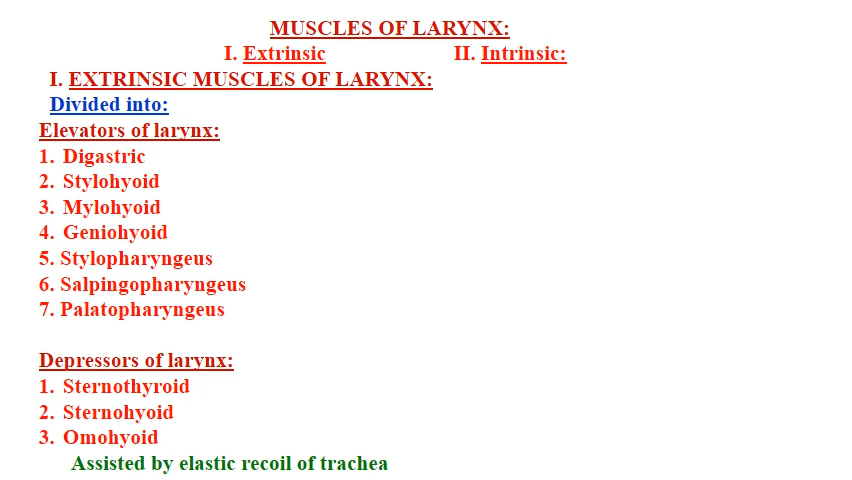 MUSCLES OF LARYNX:
I. Extrinsic II. Intrinsic:
I. EXTRINSIC MUSCLES OF LARYNX:
Divided into:
Elevators of larynx:
1. Digastric
2. Stylohyoid
3. Mylohyoid
4. Geniohyoid
5. Stylopharyngeus
6. Salpingopharyngeus
7. Palatopharyngeus
Depressors of larynx:
1. Sternothyroid
2. Sternohyoid
3. Omohyoid
Assisted by elastic recoil of trachea